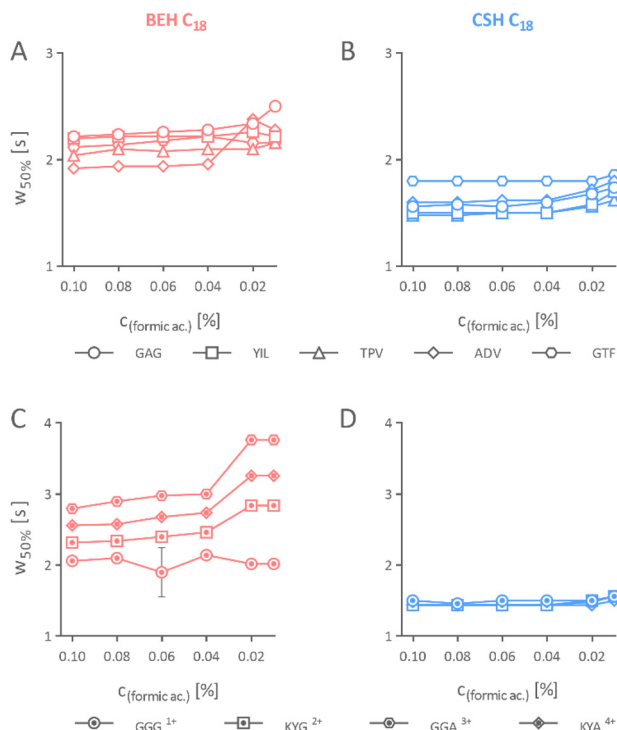 BEH C18
CSH C18
A
B
3
2
1
w50% [s]
0.10 0.08 0.06 0.04 0.02
c(formic ac.) [%]
3
2
1
0.10 0.08 0.06 0.04 0.02
c(formic ac.) [%]
GAG YIL TPV ADV GTF
C
D
4
3
2
1
w50% [s]
0.10 0.08 0.06 0.04 0.02
c(formic ac.) [%]
4
3
2
1
0.10 0.08 0.06 0.04 0.02
c(formic ac.) [%]
GGG 1+ KYG 2+ GGA 3+ KYA 4+